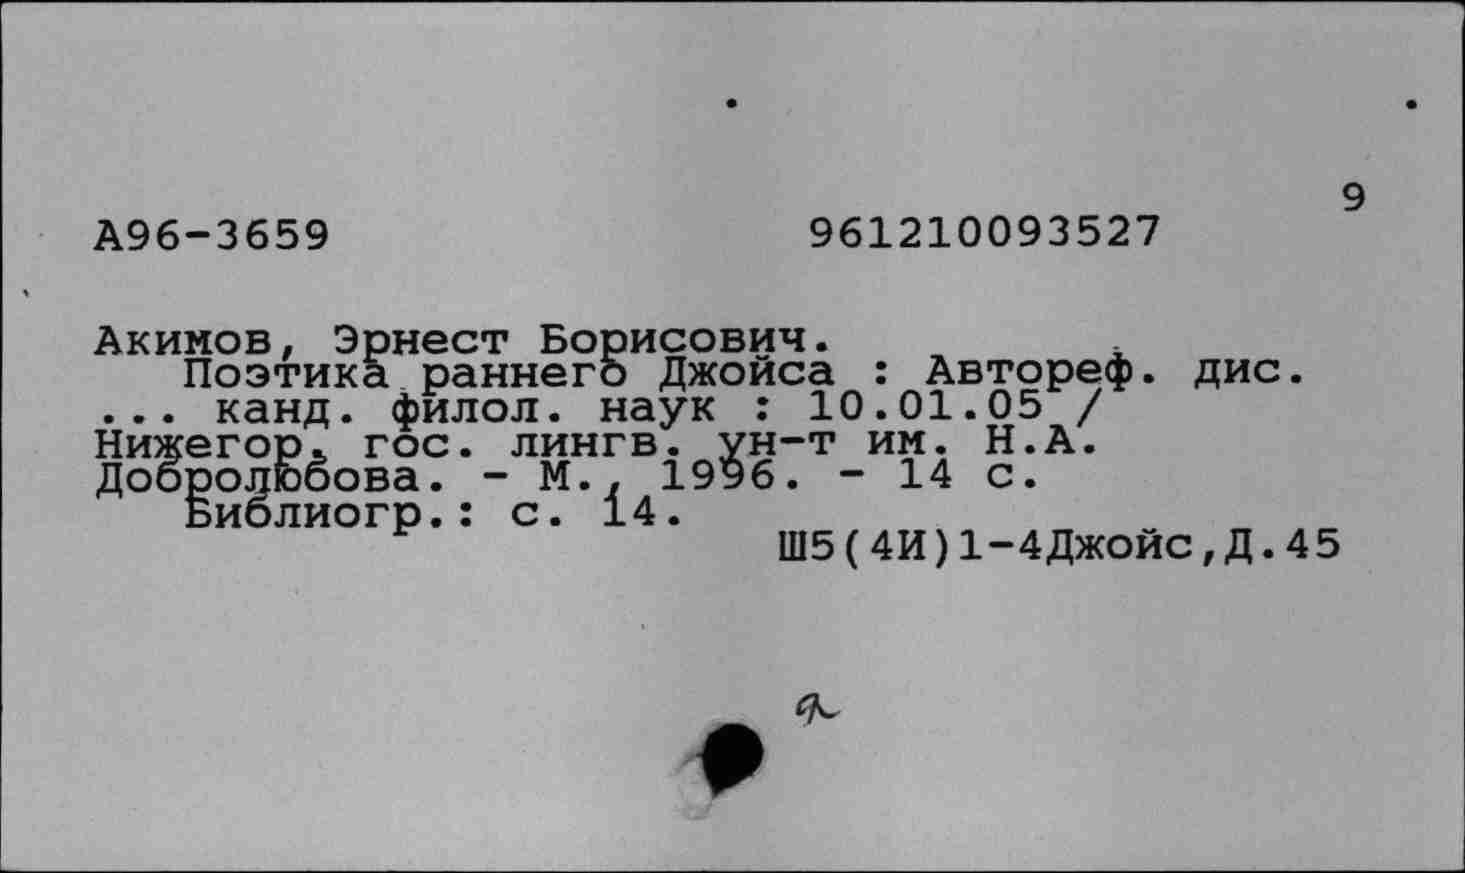 9
А96-3659 961210093527
Акимов, Эрнест Борисович.
Поэтика раннего Джойса : Автореф. дис.
... канд. филол. наук : 10.01.05 /
Нижегор. гос. лингв. ун-т им. Н.А.
Добролюбова. - М., 1996. - 14 с.
Библиогр.: с. 14.
Ш5(4И)1-4Джойс,Д.45